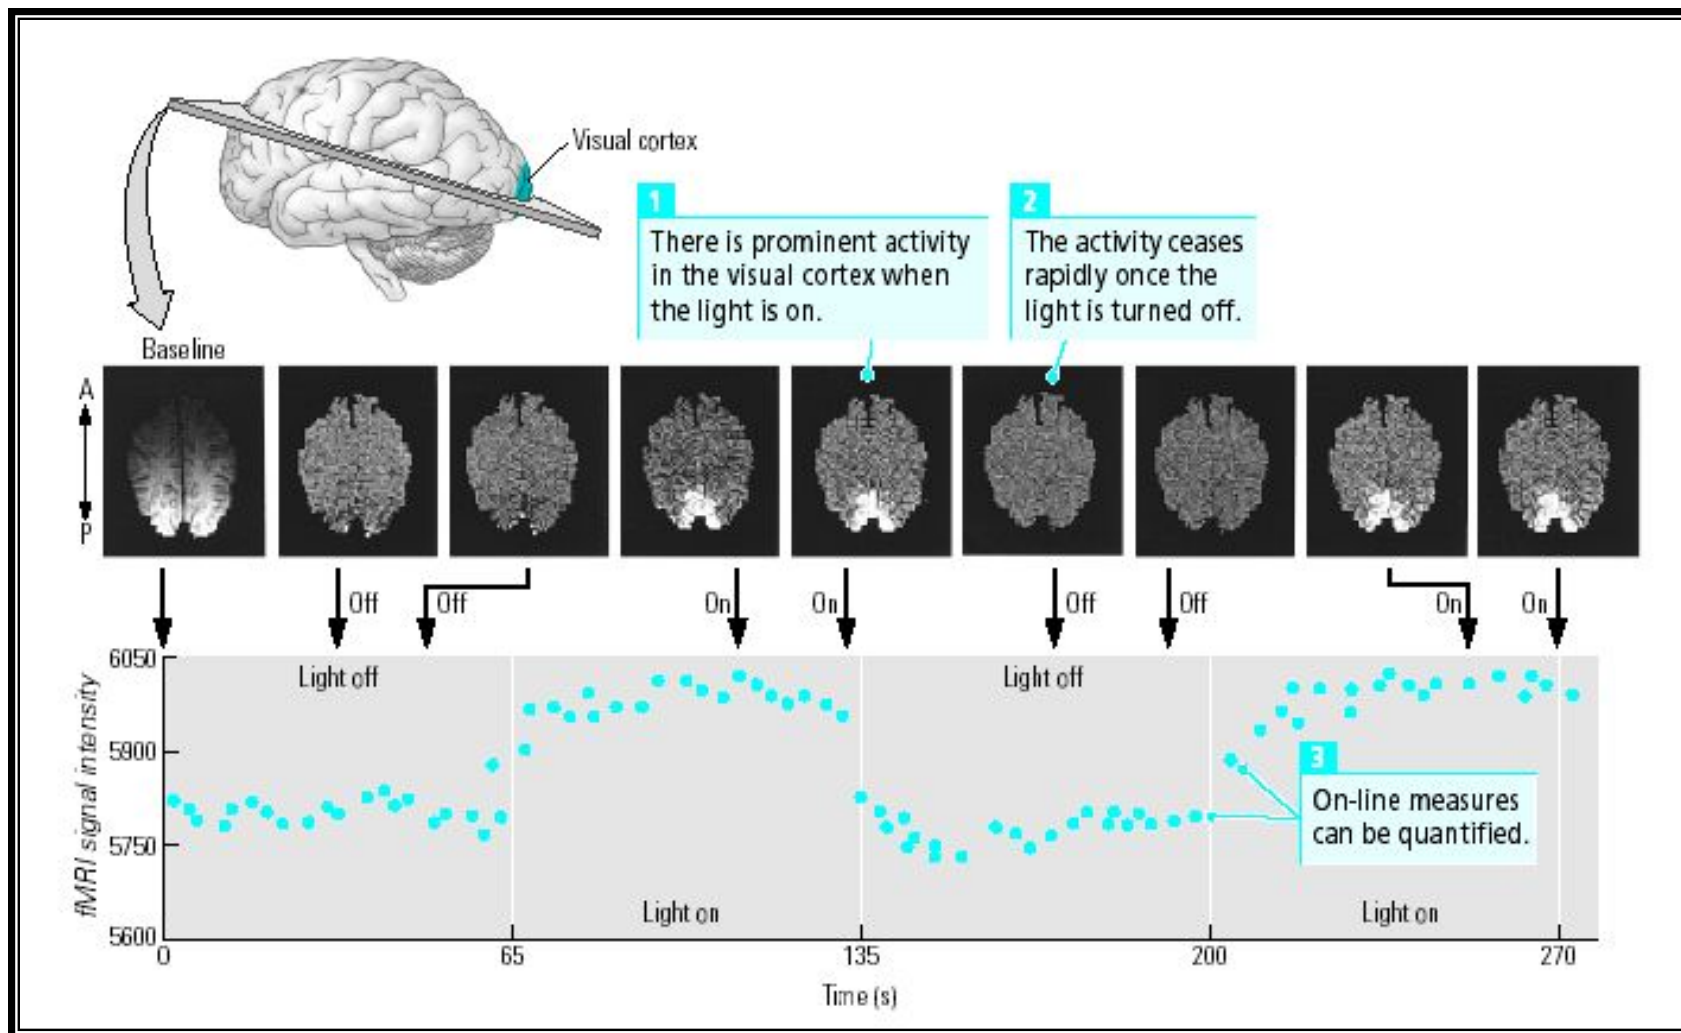 Visual cortex
1
There is prominent activity
in the visual cortex when
the light is on.
2
The activity ceases
rapidly once the
light is turned off.
Baseline
A
P
Off
Off
On
On
Off
Off
On
On
6050
5900
5750
5600
fMRI signal intensity
Light off
Light off
3
On-line measures
can be quantified.
Light on
Light on
0
65
135
200
270
Time (s)